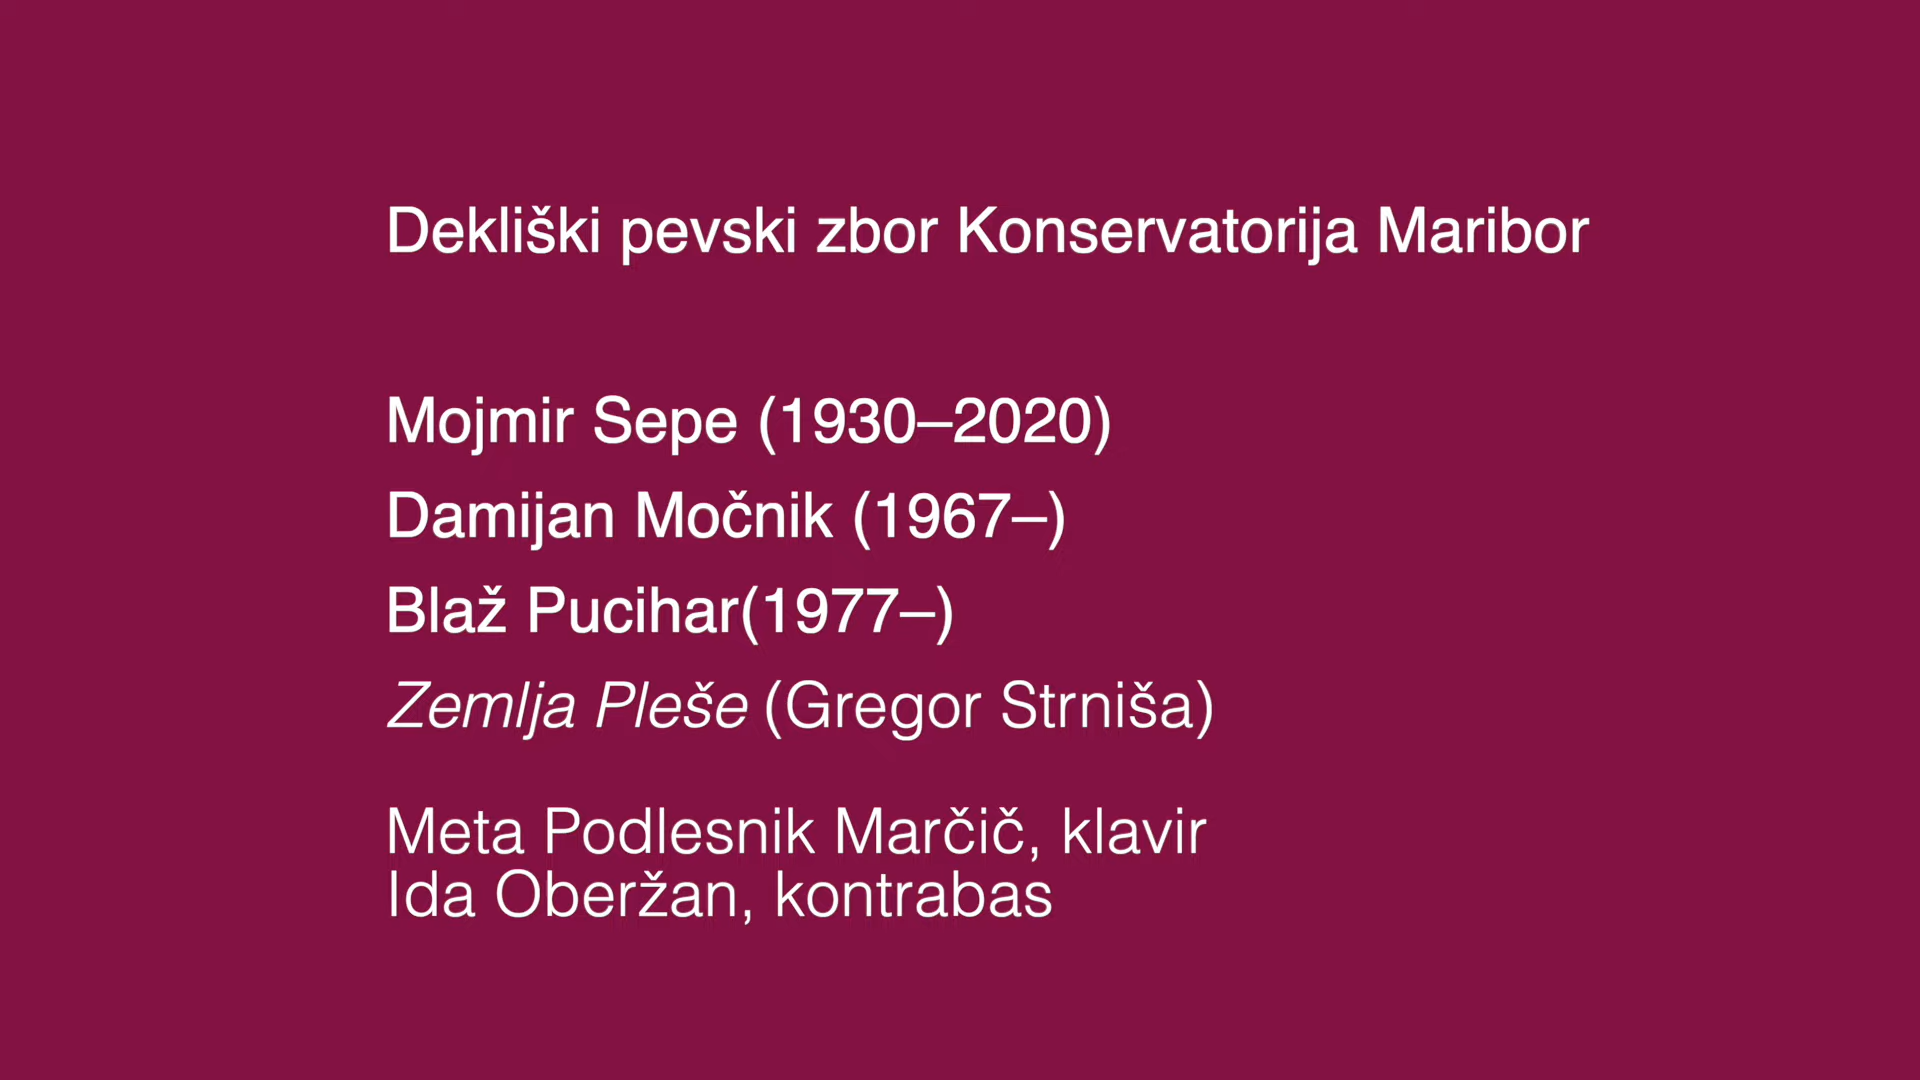 Dekliški pevski zbor Konservatorija Maribor
Mojmir Sepe (1930–2020)
Damijan Močnik (1967–)
Blaž Pucihar(1977–)
Zemlja Pleše (Gregor Strniša)
Meta Podlesnik Marčič, klavir
Ida Oberžan, kontrabas